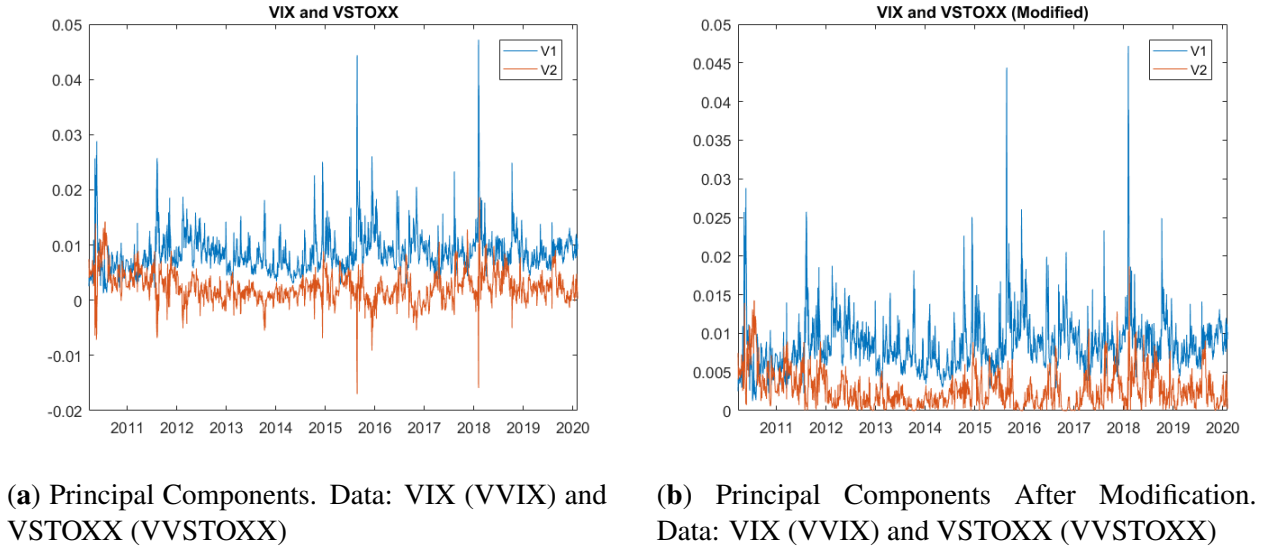 VIX and VSTOXX
0.05
0.04
0.03
0.02
0.01
0
-0.01
-0.02
V1
V2
2011 2012 2013 2014 2015 2016 2017 2018 2019 2020
VIX and VSTOXX (Modified)
0.05
0.045
0.04
0.035
0.03
0.025
0.02
0.015
0.01
0.005
0
V1
V2
2011 2012 2013 2014 2015 2016 2017 2018 2019 2020
(a) Principal Components. Data: VIX (VVIX) and
VSTOXX (VVSTOXX)
(b) Principal Components After Modification.
Data: VIX (VVIX) and VSTOXX (VVSTOXX)